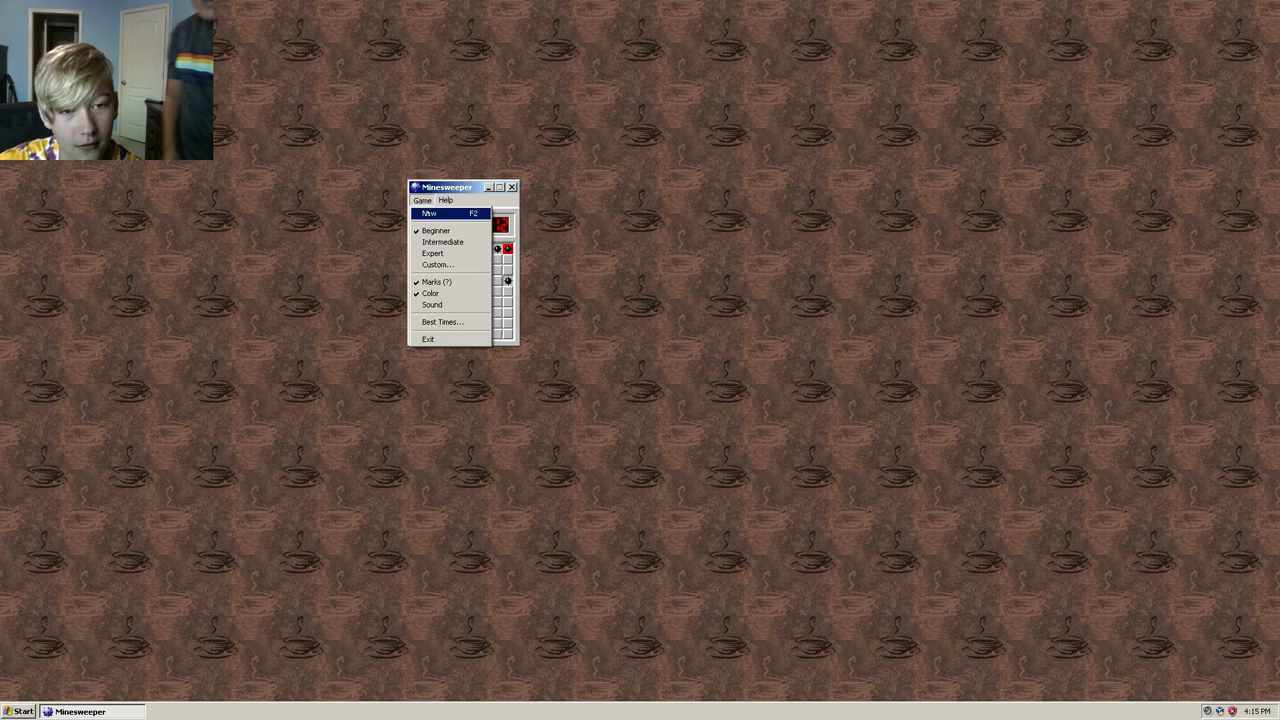 Minesweeper
Game Help
New F2
Beginner
Intermediate
Expert
Custom...
Marks (?)
Color
Sound
Best Times...
Exit
Start Minesweeper 4:15 PM